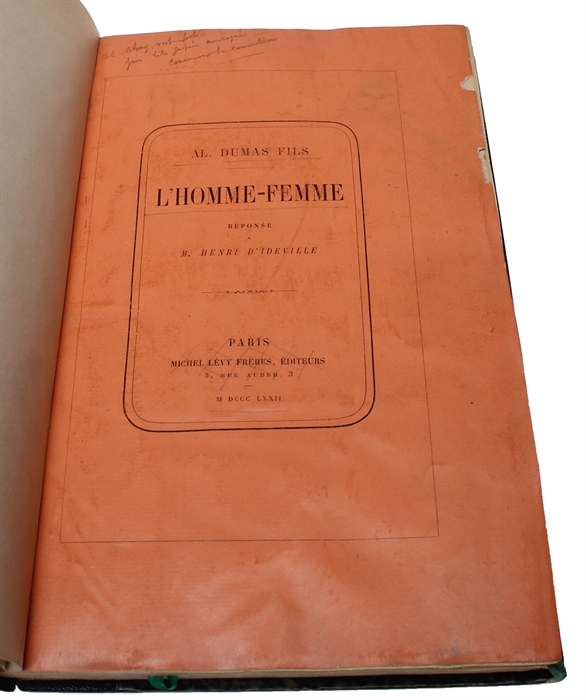 AL. DUMAS FILS
L'HOMME-FEMME
RÉPONSE
A
M. HENRI D'IDEVILLE
PARIS
MICHEL LÉVY FRÈRES, ÉDITEURS
3, RUE AUBER, 3
M DCCC LXXII